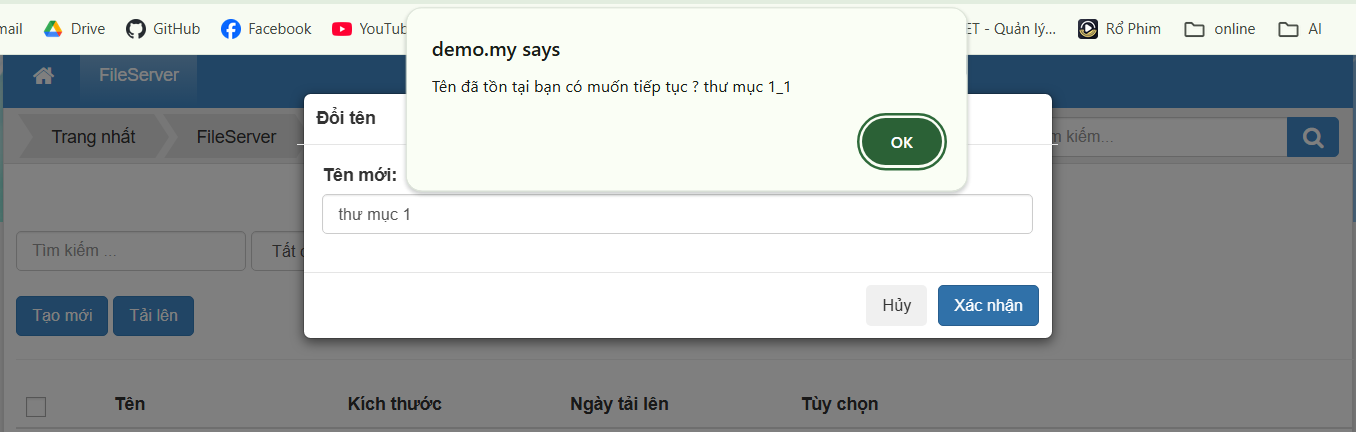 mail Drive GitHub Facebook YouTub ET - Quản lý... Rổ Phim online AI
demo.my says
Tên đã tồn tại bạn có muốn tiếp tục ? thư mục 1_1
OK
FileServer
Trang nhất FileServer
m kiếm...
Đổi tên
Tên mới:
thư mục 1
Tìm kiếm ... Tất c
Hủy Xác nhận
Tạo mới Tải lên
Tên Kích thước Ngày tải lên Tùy chọn